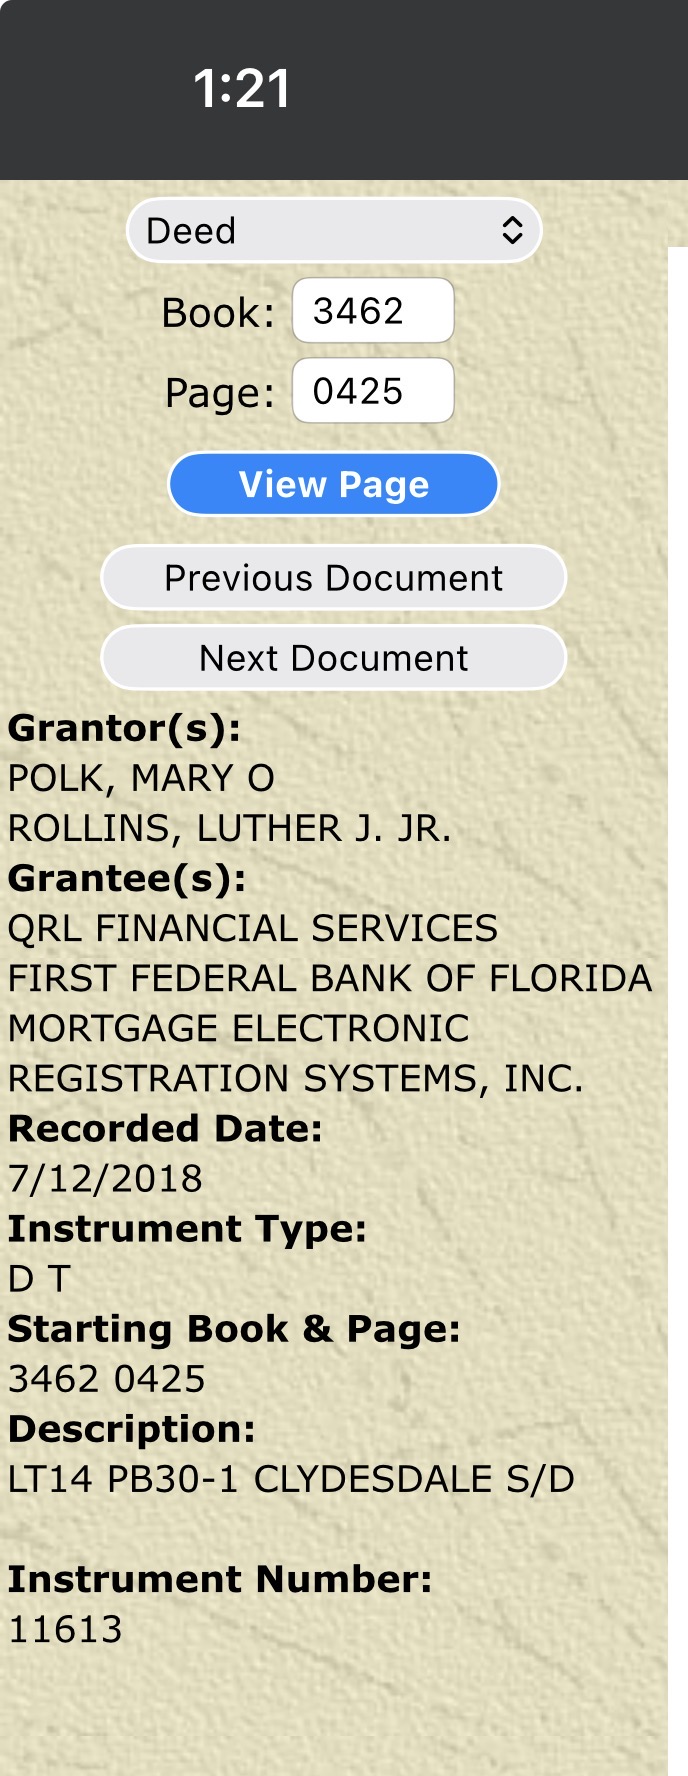 1:21
Deed
Book: 3462
Page: 0425
View Page
Previous Document
Next Document
Grantor(s):
POLK, MARY O
ROLLINS, LUTHER J. JR.
Grantee(s):
QRL FINANCIAL SERVICES
FIRST FEDERAL BANK OF FLORIDA
MORTGAGE ELECTRONIC
REGISTRATION SYSTEMS, INC.
Recorded Date:
7/12/2018
Instrument Type:
D T
Starting Book & Page:
3462 0425
Description:
LT14 PB30-1 CLYDESDALE S/D
Instrument Number:
11613